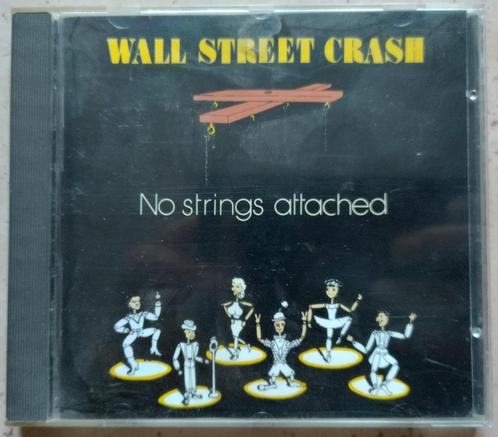 WALL STREET CRASH
No strings attached